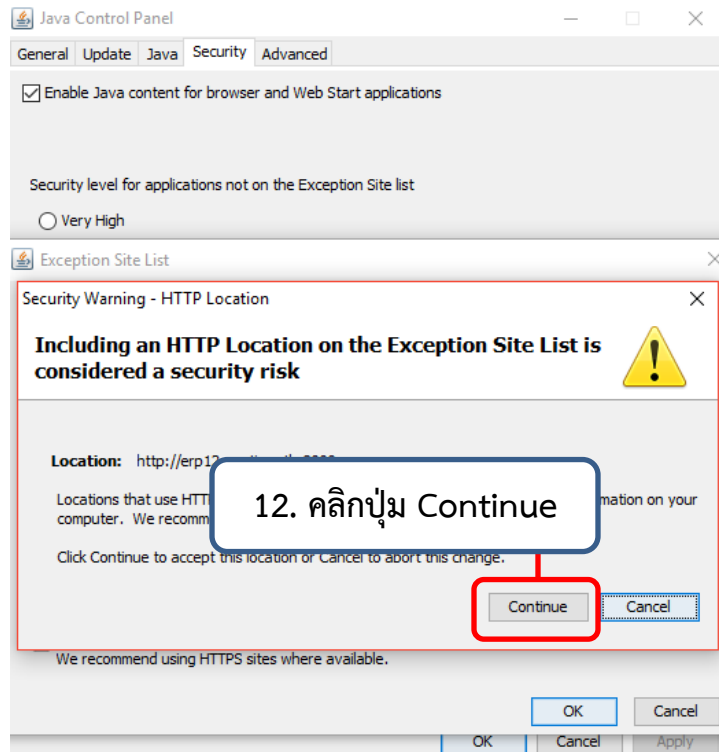 Java Control Panel
General Update Java Security Advanced
Enable Java content for browser and Web Start applications
Security level for applications not on the Exception Site list
Very High
Exception Site List
Security Warning - HTTP Location
Including an HTTP Location on the Exception Site List is
considered a security risk
Location: http://erp12
Locations that use HTTP mation on your
computer. We recomm
12. คลิกปุ่ม Continue
Click Continue to accept this location or Cancel to abort this change.
Continue Cancel
We recommend using HTTPS sites where available.
OK Cancel
OK Cancel Apply